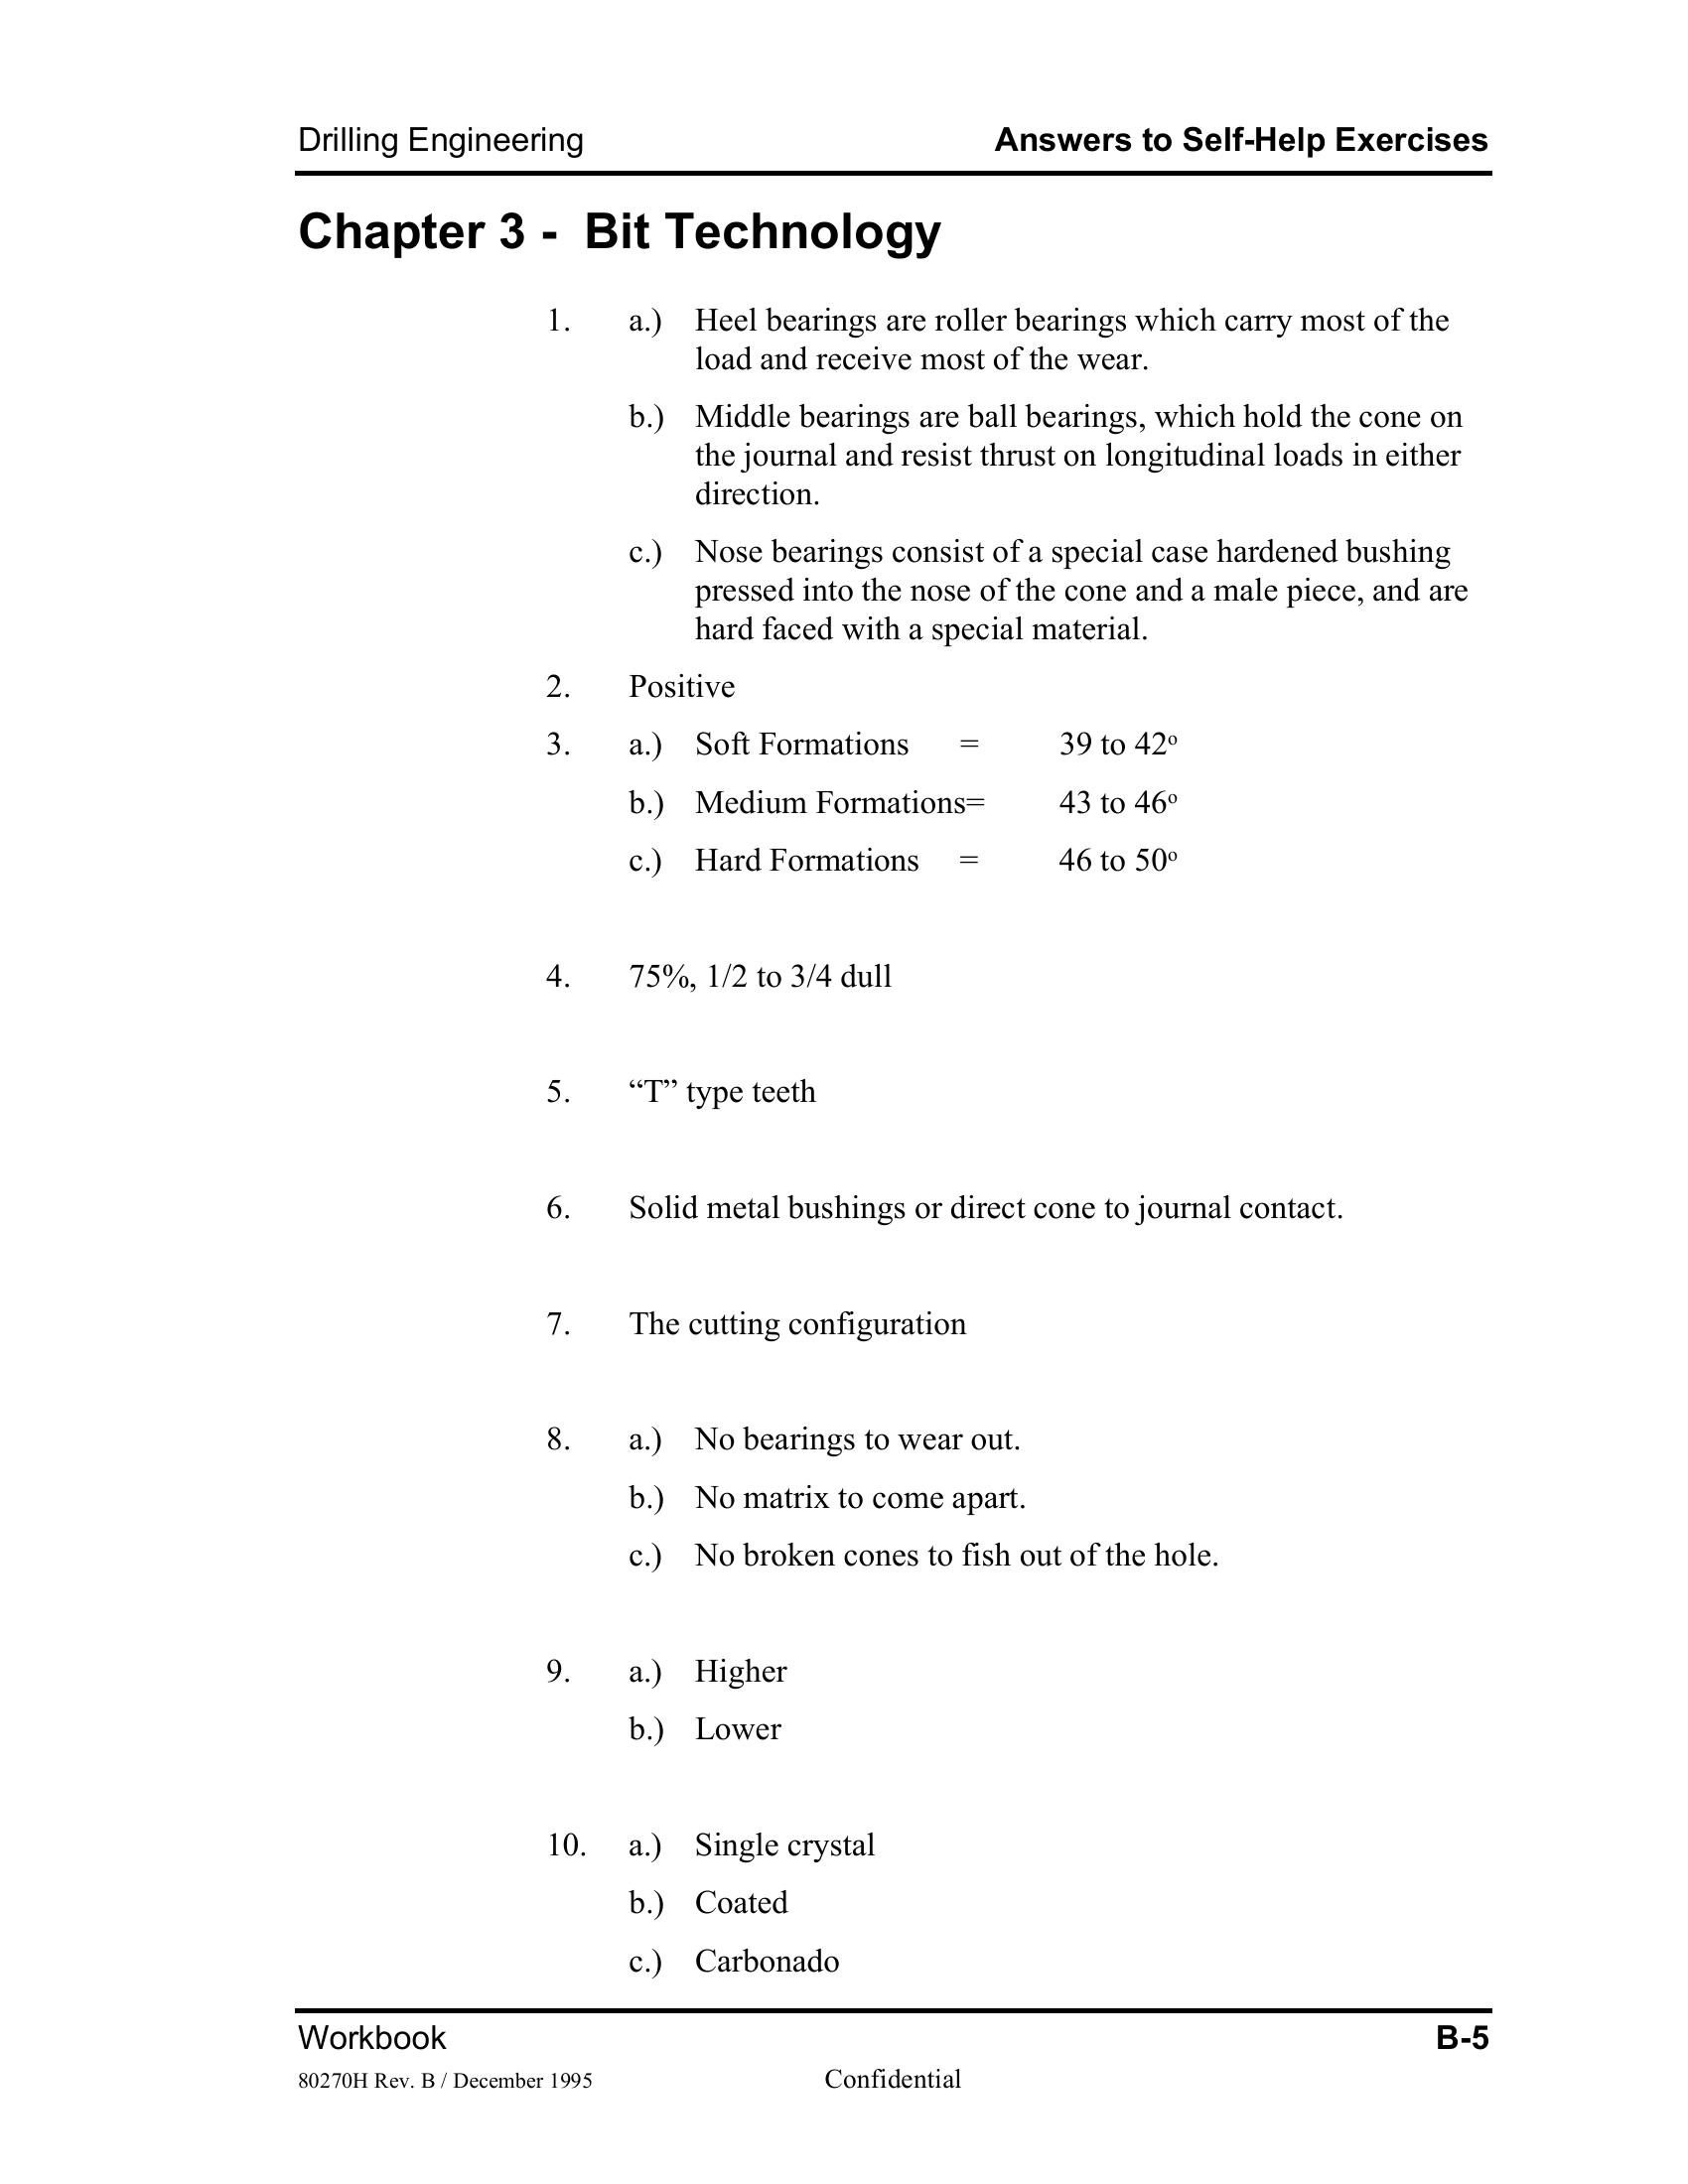 Drilling Engineering Answers to Self-Help Exercises
Chapter 3 - Bit Technology
1. a.) Heel bearings are roller bearings which carry most of the
load and receive most of the wear.
b.) Middle bearings are ball bearings, which hold the cone on
the journal and resist thrust on longitudinal loads in either
direction.
c.) Nose bearings consist of a special case hardened bushing
pressed into the nose of the cone and a male piece, and are
hard faced with a special material.
2. Positive
3. a.) Soft Formations = 39 to 42º
b.) Medium Formations= 43 to 46º
c.) Hard Formations = 46 to 50º
4. 75%, 1/2 to 3/4 dull
5. “T” type teeth
6. Solid metal bushings or direct cone to journal contact.
7. The cutting configuration
8. a.) No bearings to wear out.
b.) No matrix to come apart.
c.) No broken cones to fish out of the hole.
9. a.) Higher
b.) Lower
10. a.) Single crystal
b.) Coated
c.) Carbonado
Workbook B-5
80270H Rev. B / December 1995 Confidential